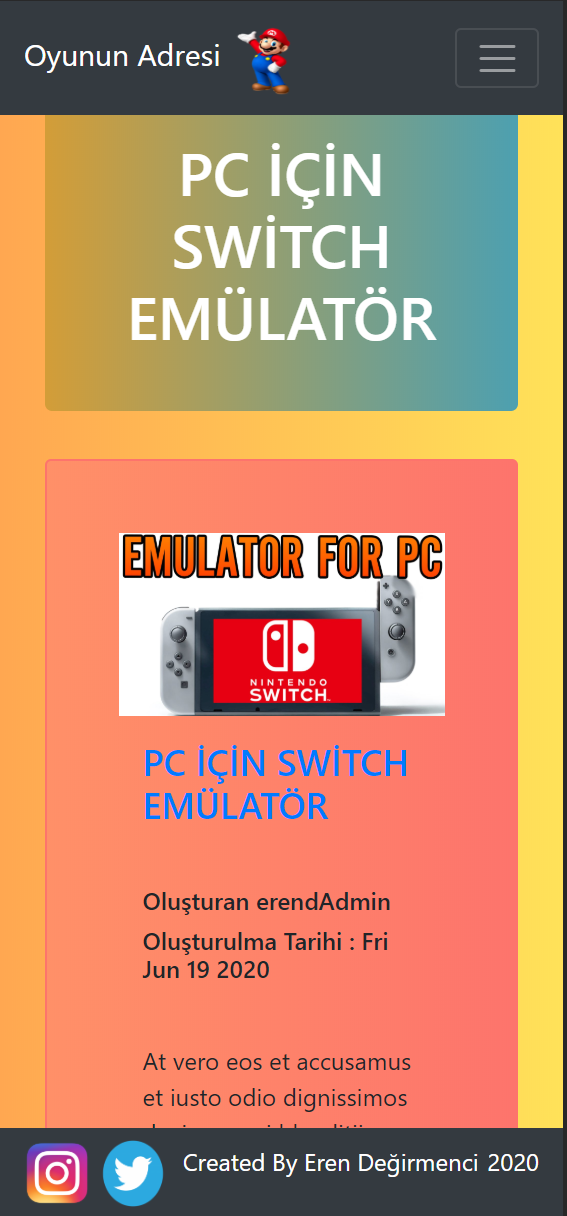 Oyunun Adresi
PC İÇİN
SWİTCH
EMÜLATÖR
EMULATOR FOR PC
NINTENDO
SWITCH™
PC İÇİN SWİTCH
EMÜLATÖR
Oluşturan erendAdmin
Oluşturulma Tarihi : Fri
Jun 19 2020
At vero eos et accusamus
et iusto odio dignissimos
Created By Eren Değirmenci 2020